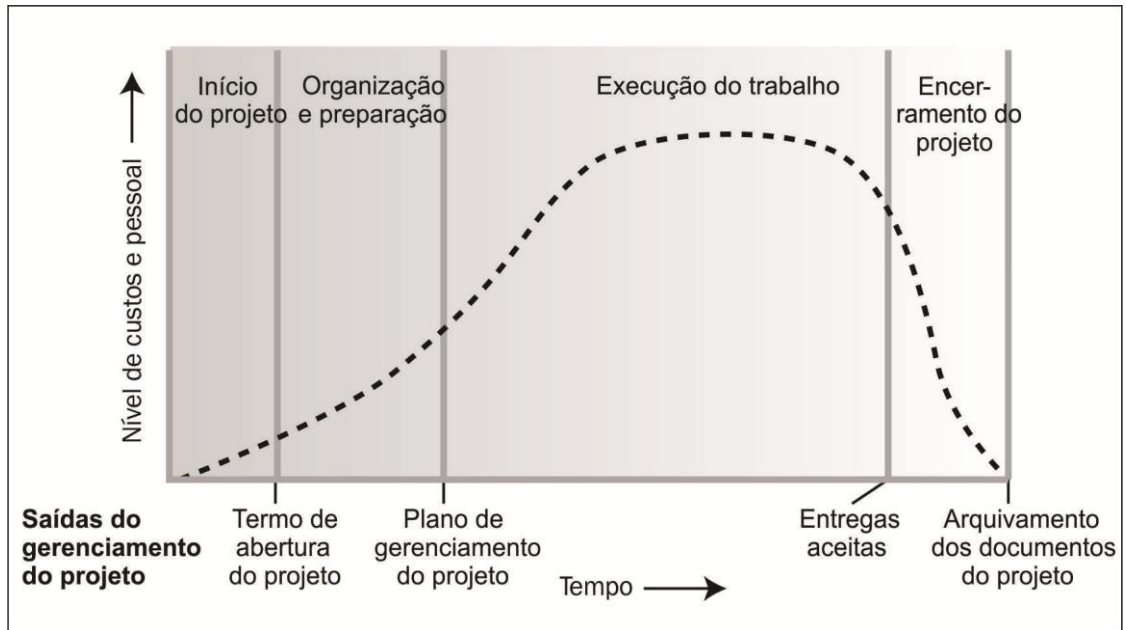 Início
do projeto
Organização
e preparação
Execução do trabalho
Encer-
ramento do
projeto
Nível de custos e pessoal
Saídas do
gerenciamento
do projeto
Termo de
abertura
do projeto
Plano de
gerenciamento
do projeto
Tempo
Entregas
aceitas
Arquivamento
dos documentos
do projeto